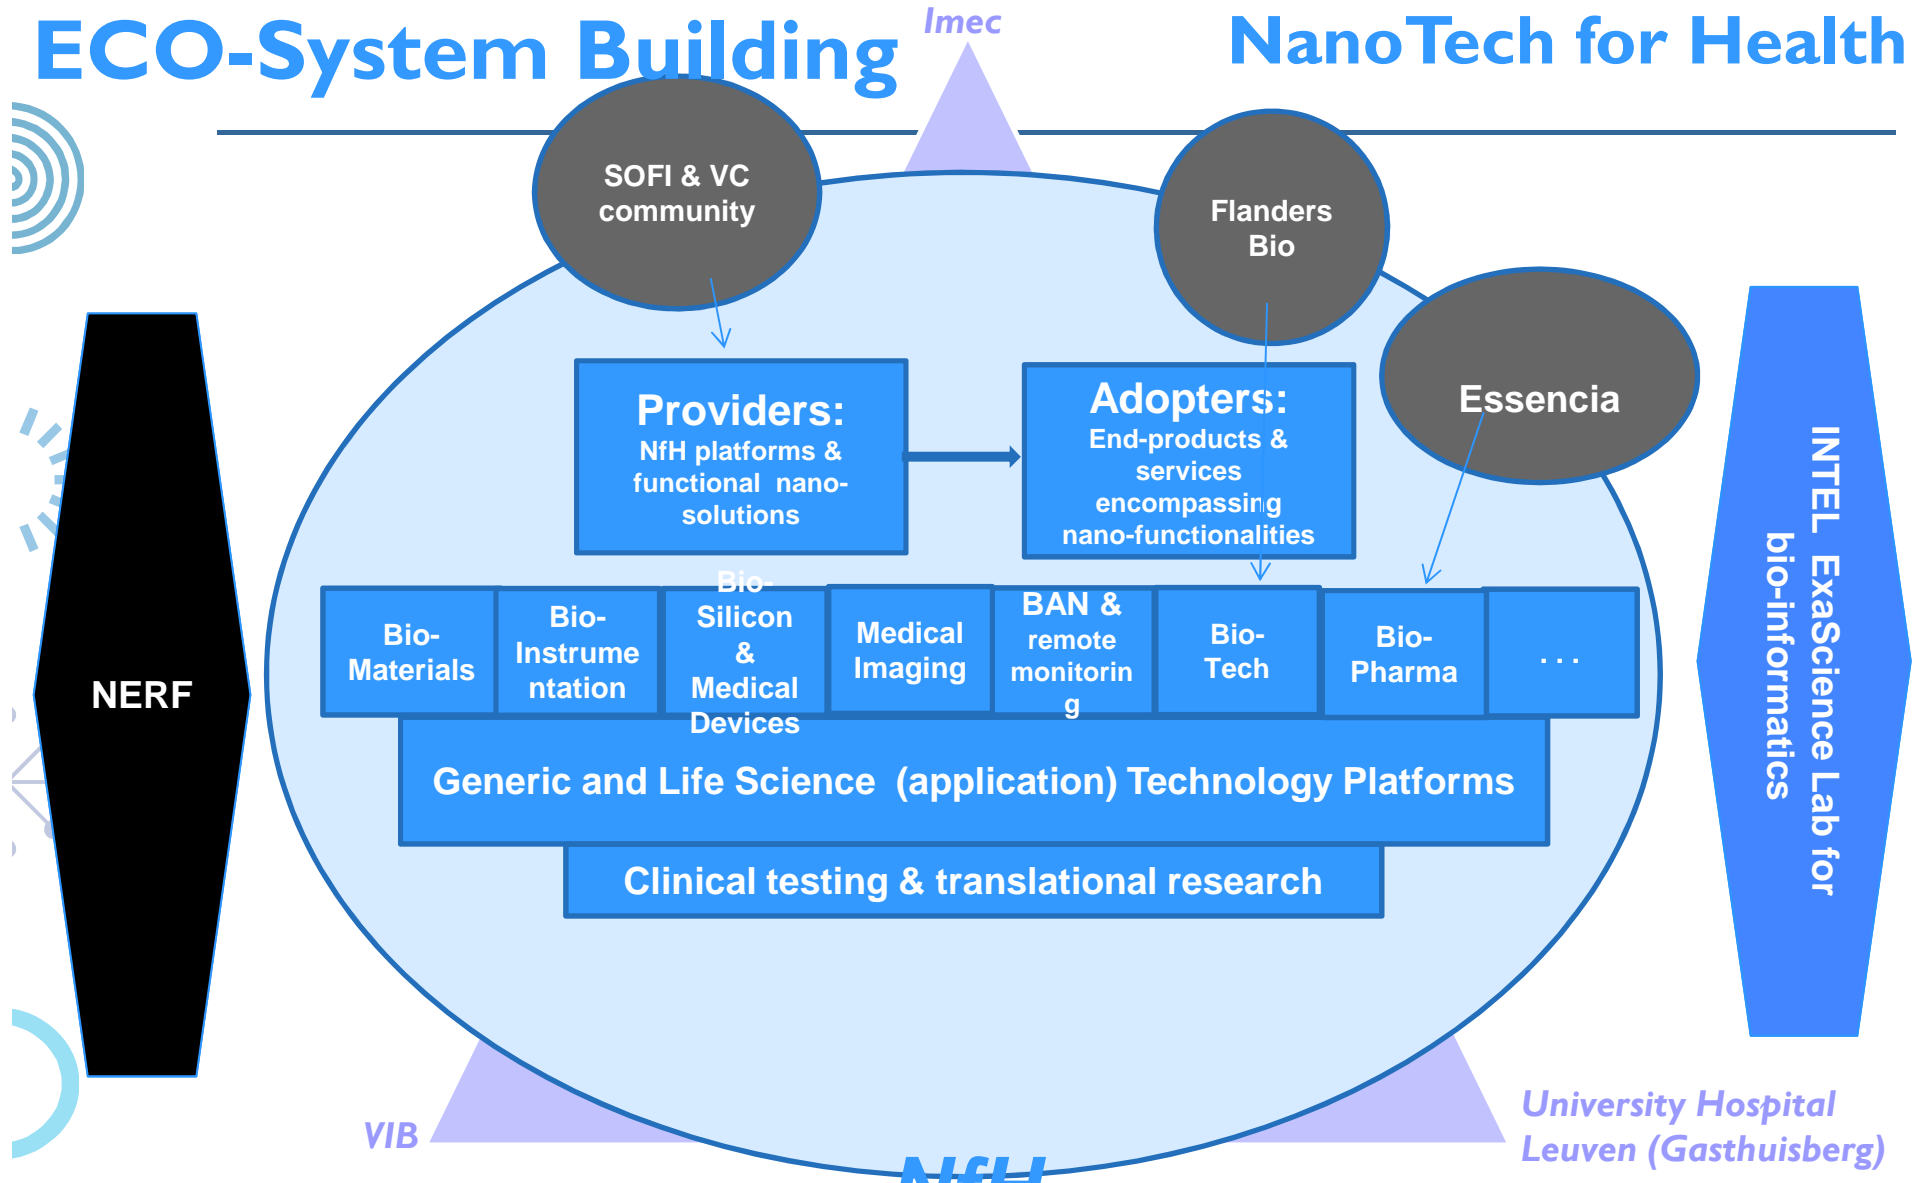 ECO-System Building
Imec
NanoTech for Health
SOFI & VC
community
Flanders
Bio
Essencia
Providers:
NfH platforms &
functional nano-
solutions
Adopters:
End-products &
services
encompassing
nano-functionalities
NERF
Bio-
Materials
Bio-
Instrume
ntation
Bio-
Silicon
&
Medical
Devices
Medical
Imaging
BAN &
remote
monitorin
g
Bio-
Tech
Bio-
Pharma
...
INTEL ExaScience Lab for
bio-informatics
Generic and Life Science (application) Technology Platforms
Clinical testing & translational research
VIB
University Hospital
Leuven (Gasthuisberg)
NfH